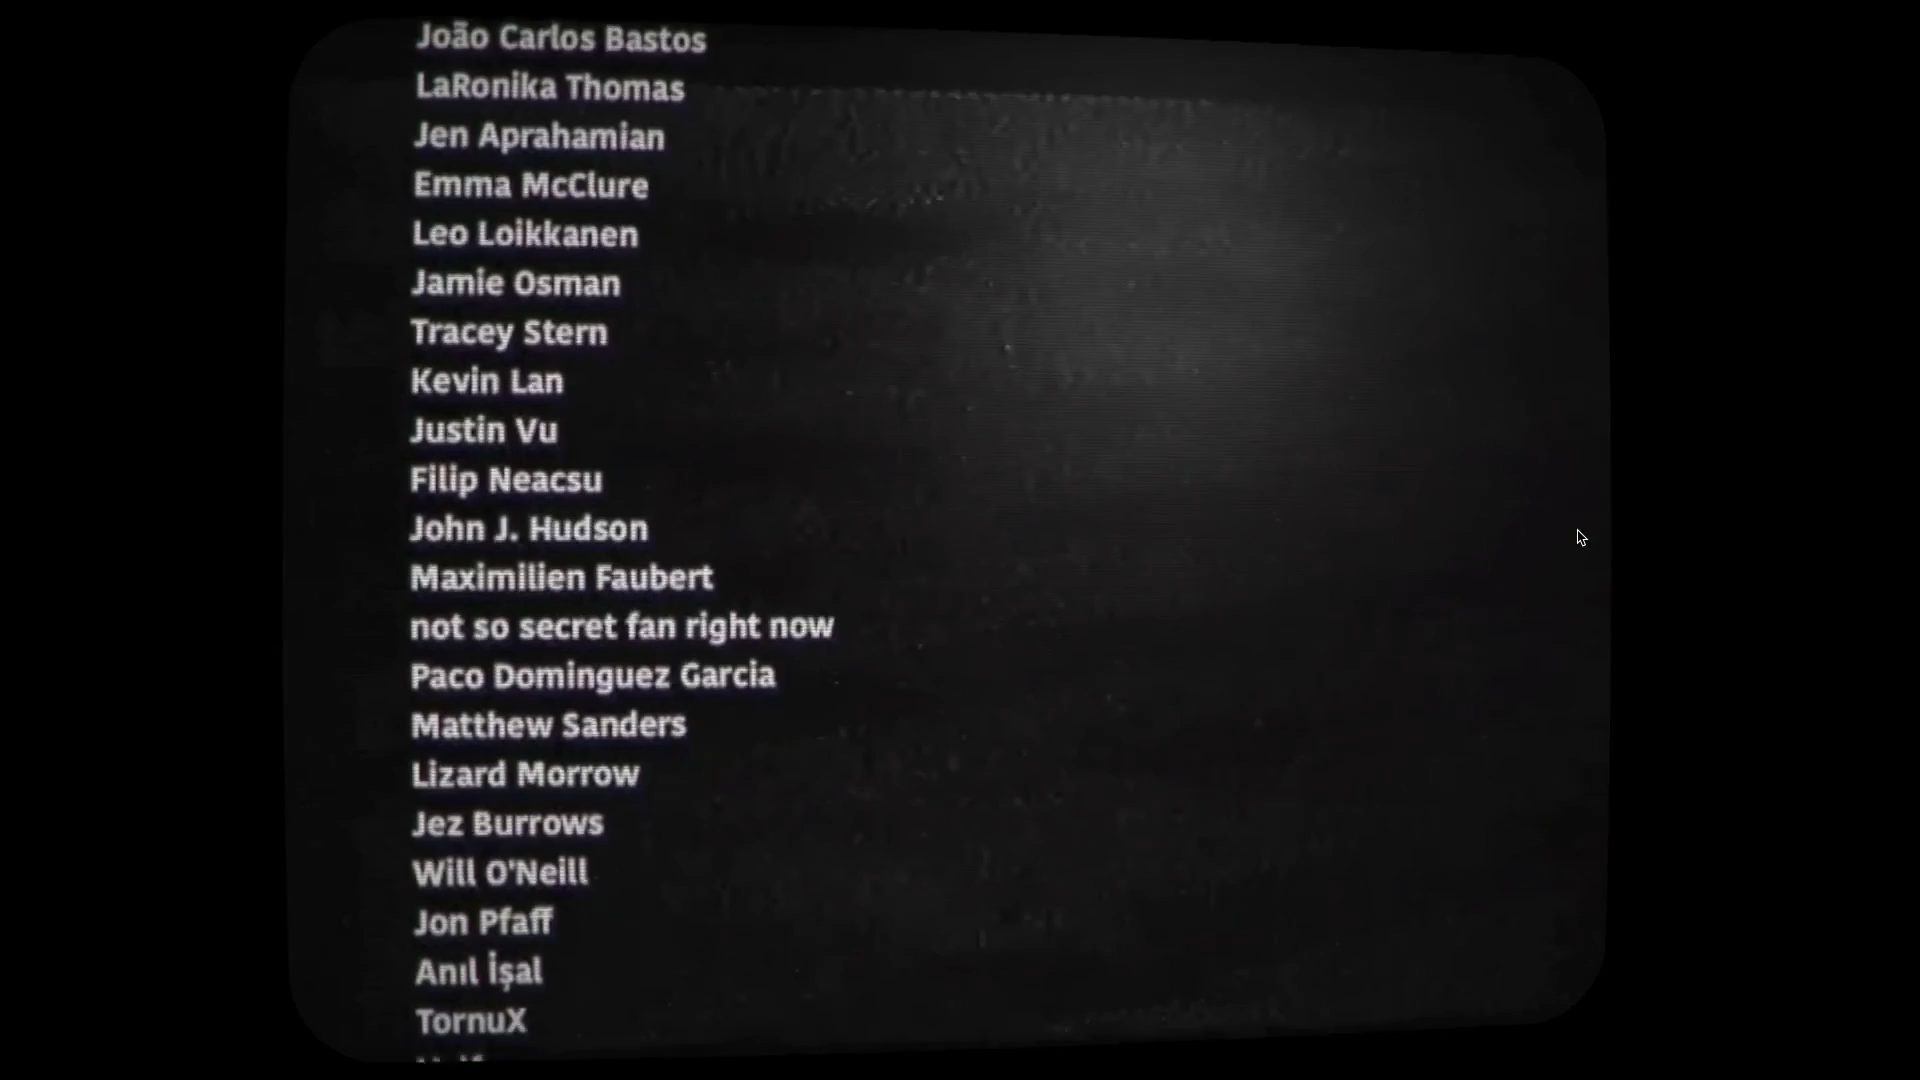 João Carlos Bastos
LaRonika Thomas
Jen Aprahamian
Emma McClure
Leo Loikkanen
Jamie Osman
Tracey Stern
Kevin Lan
Justin Vu
Filip Neacsu
John J. Hudson
Maximilien Faubert
not so secret fan right now
Paco Dominguez Garcia
Matthew Sanders
Lizard Morrow
Jez Burrows
Will O'Neill
Jon Pfaff
Anıl İşal
TornuX